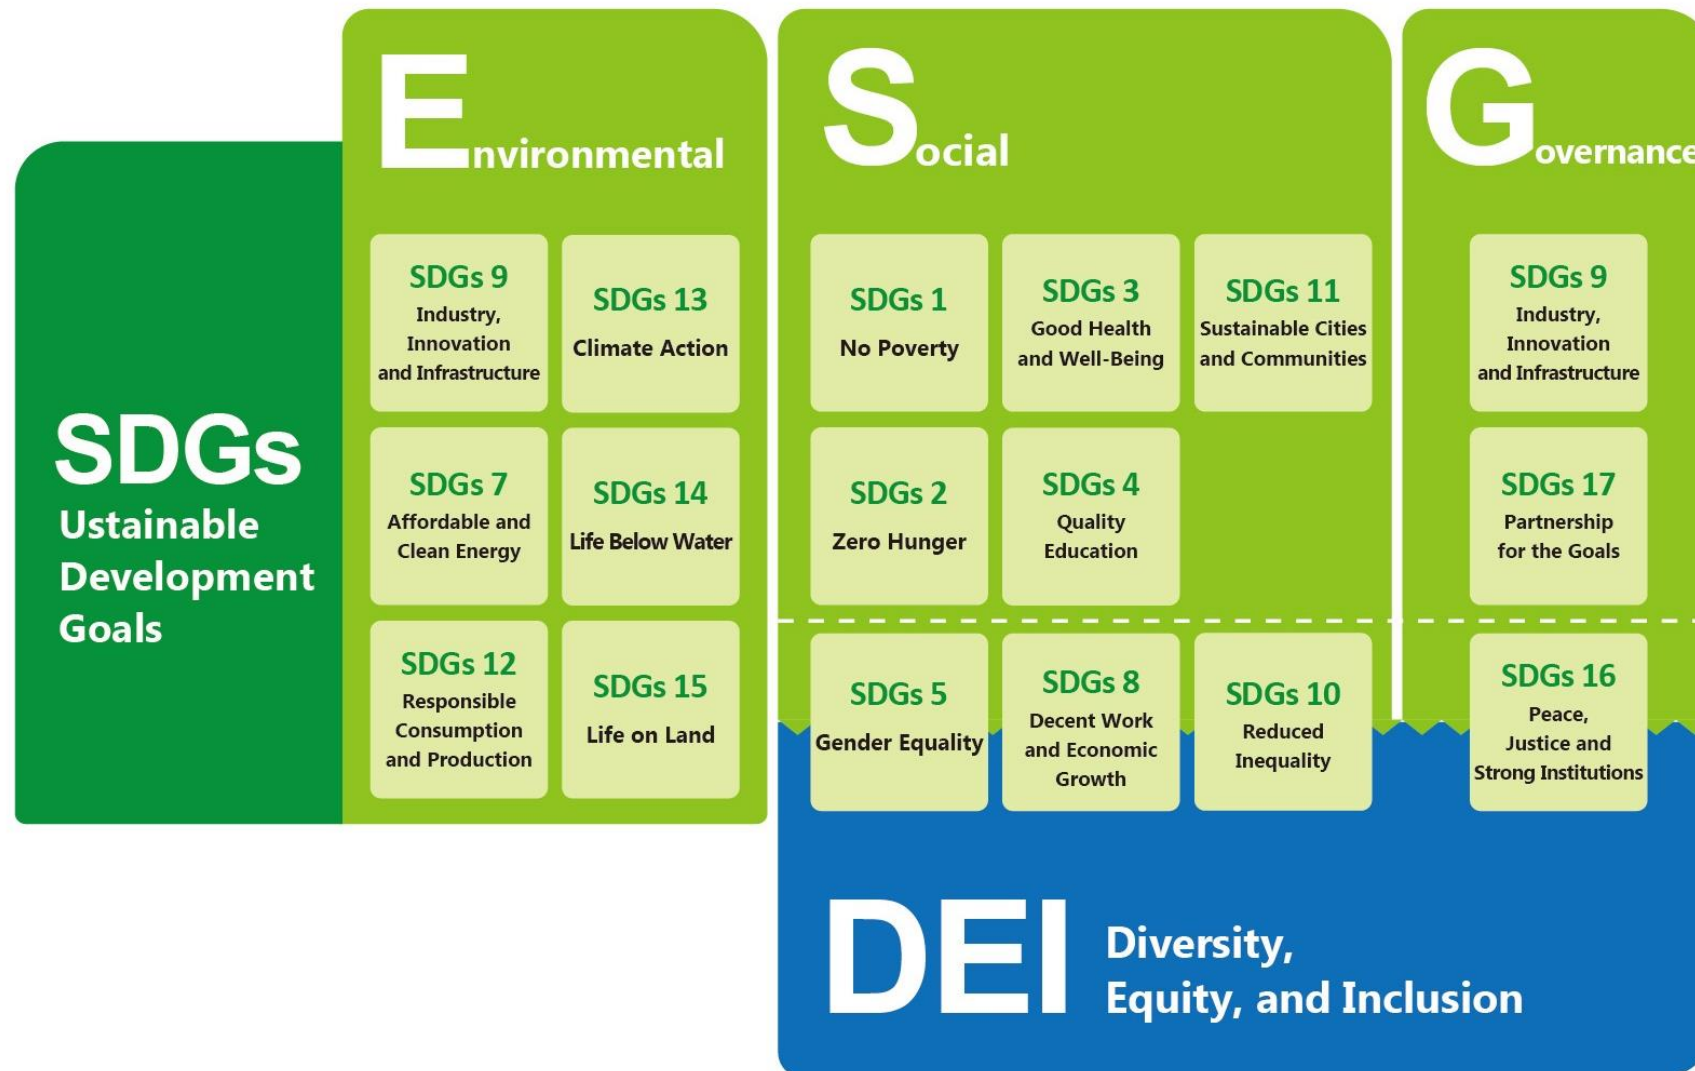 SDGs
Ustainable
Development
Goals
Environmental
SDGs 9
Industry,
Innovation
and Infrastructure
SDGs 13
Climate Action
SDGs 7
Affordable and
Clean Energy
SDGs 14
Life Below Water
SDGs 12
Responsible
Consumption
and Production
SDGs 15
Life on Land
Social
SDGs 1
No Poverty
SDGs 3
Good Health
and Well-Being
SDGs 11
Sustainable Cities
and Communities
SDGs 2
Zero Hunger
SDGs 4
Quality
Education
SDGs 5
Gender Equality
SDGs 8
Decent Work
and Economic
Growth
SDGs 10
Reduced
Inequality
Governance
SDGs 9
Industry,
Innovation
and Infrastructure
SDGs 17
Partnership
for the Goals
SDGs 16
Peace,
Justice and
Strong Institutions
DEI
Diversity,
Equity, and Inclusion